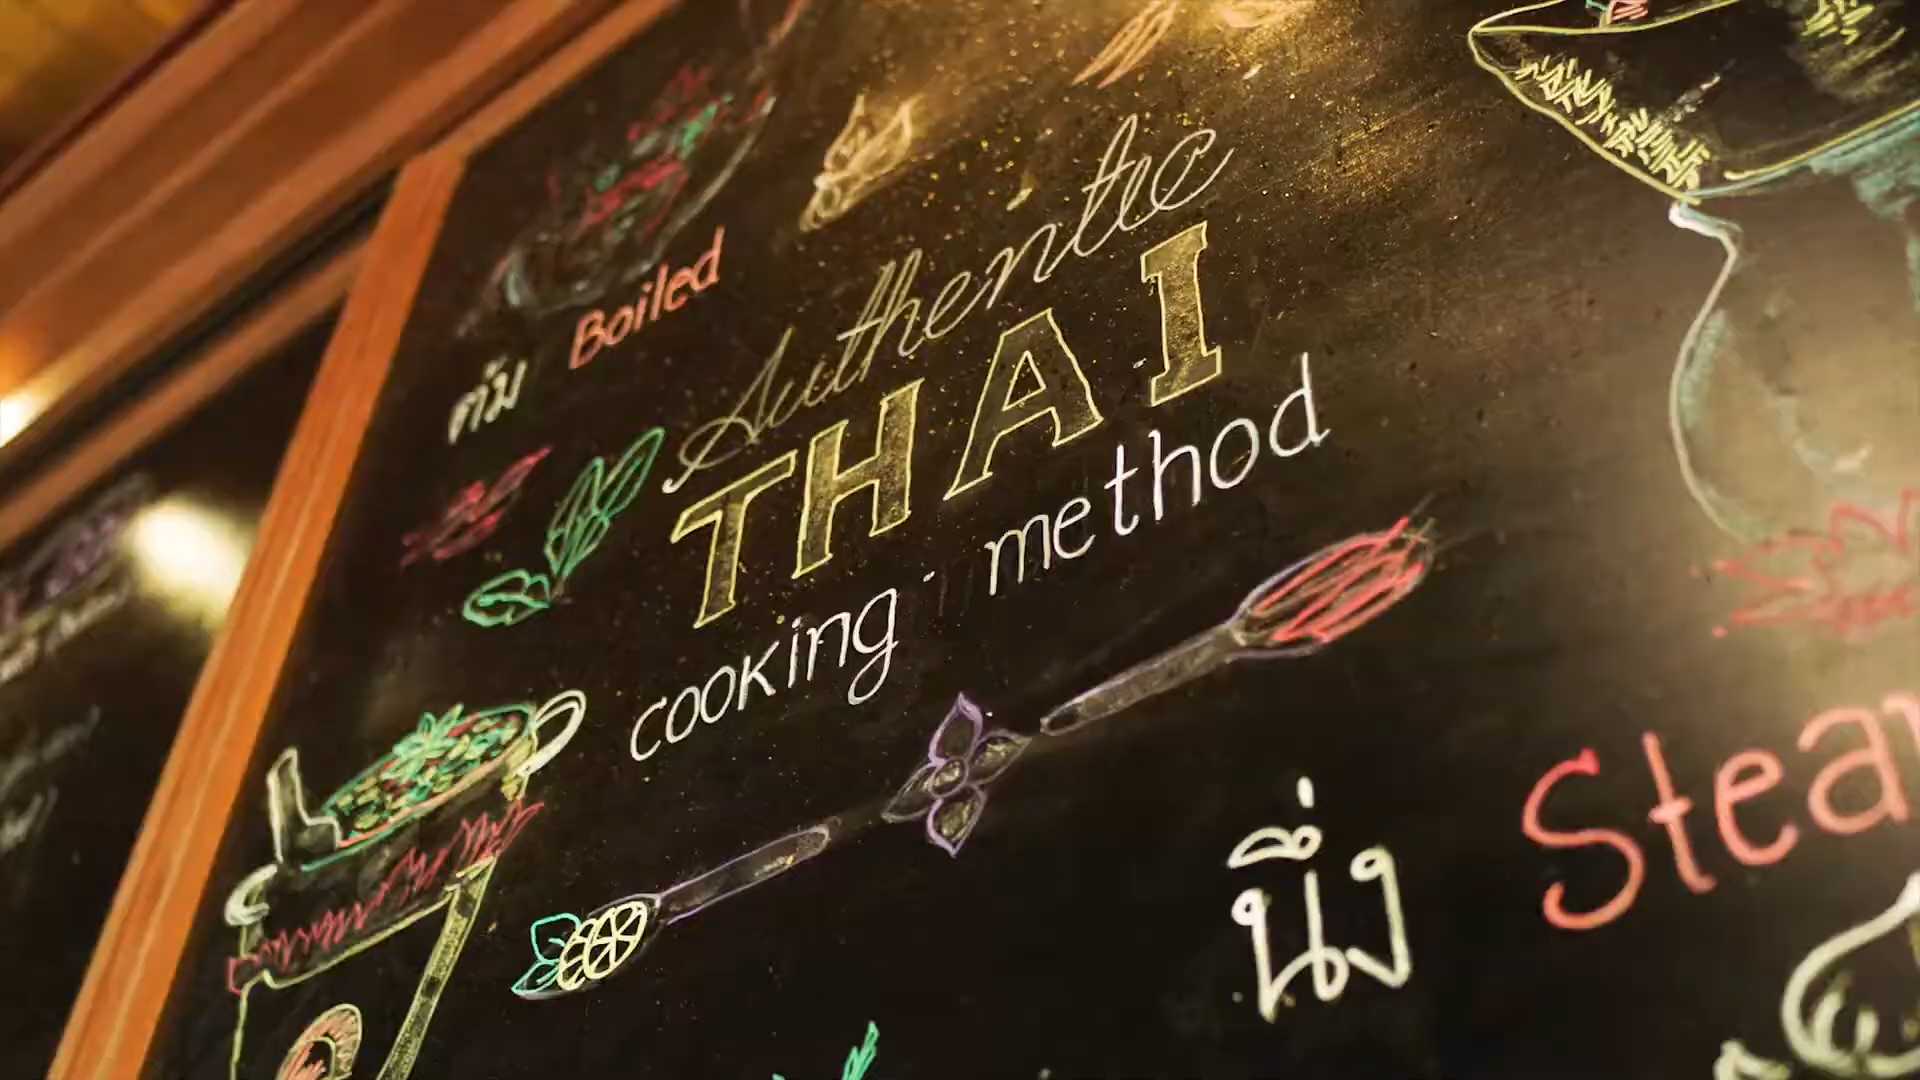 ต้ม Boiled
Authentic
THAI
cooking method
นึ่ง Stea